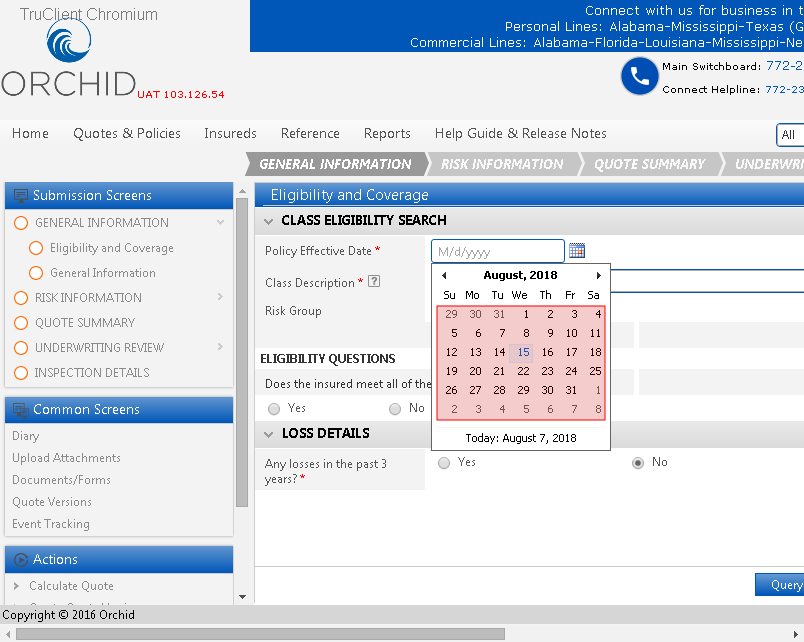 TruClient Chromium
ORCHID
UAT 103.126.54
Connect with us for business in t
Personal Lines: Alabama-Mississippi-Texas (G
Commercial Lines: Alabama-Florida-Louisiana-Mississippi-Ne
Main Switchboard: 772-2
Connect Helpline: 772-23
Home Quotes & Policies Insureds Reference Reports Help Guide & Release Notes All
GENERAL INFORMATION RISK INFORMATION QUOTE SUMMARY UNDERWRI
Submission Screens
GENERAL INFORMATION
Eligibility and Coverage
General Information
RISK INFORMATION
QUOTE SUMMARY
UNDERWRITING REVIEW
INSPECTION DETAILS
Common Screens
Diary
Upload Attachments
Documents/Forms
Quote Versions
Event Tracking
Actions
Calculate Quote
Eligibility and Coverage
CLASS ELIGIBILITY SEARCH
Policy Effective Date * M/d/yyyy
Class Description * ?
Risk Group
August, 2018
Su Mo Tu We Th Fr Sa
29 30 31 1 2 3 4
5 6 7 8 9 10 11
12 13 14 15 16 17 18
19 20 21 22 23 24 25
26 27 28 29 30 31 1
2 3 4 5 6 7 8
Today: August 7, 2018
ELIGIBILITY QUESTIONS
Does the insured meet all of the
Yes No
LOSS DETAILS
Any losses in the past 3
years? *
Yes No
Query
Copyright © 2016 Orchid